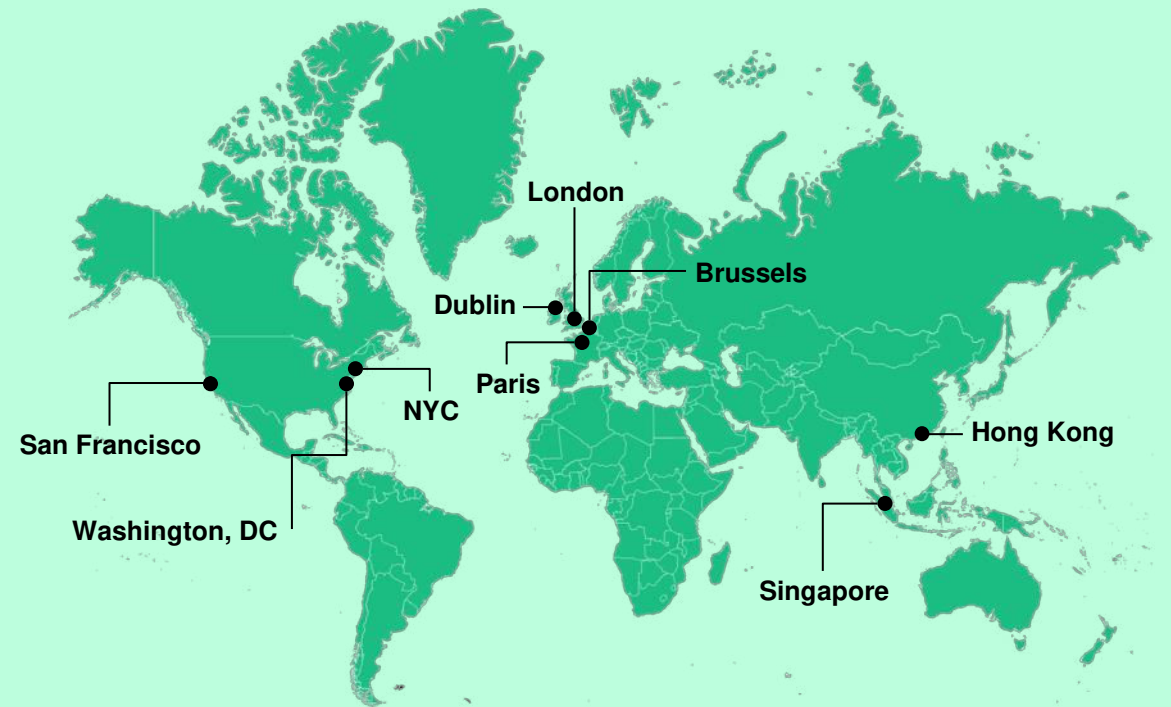 London
Brussels
Dublin
Paris
NYC
San Francisco
Hong Kong
Washington, DC
Singapore